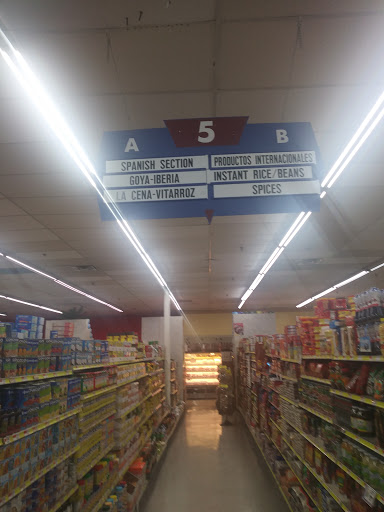 5
A
B
SPANISH SECTION
GOYA-IBERIA
LA CENA-VITARROZ
PRODUCTOS INTERNACIONALES
INSTANT RICE/BEANS
SPICES